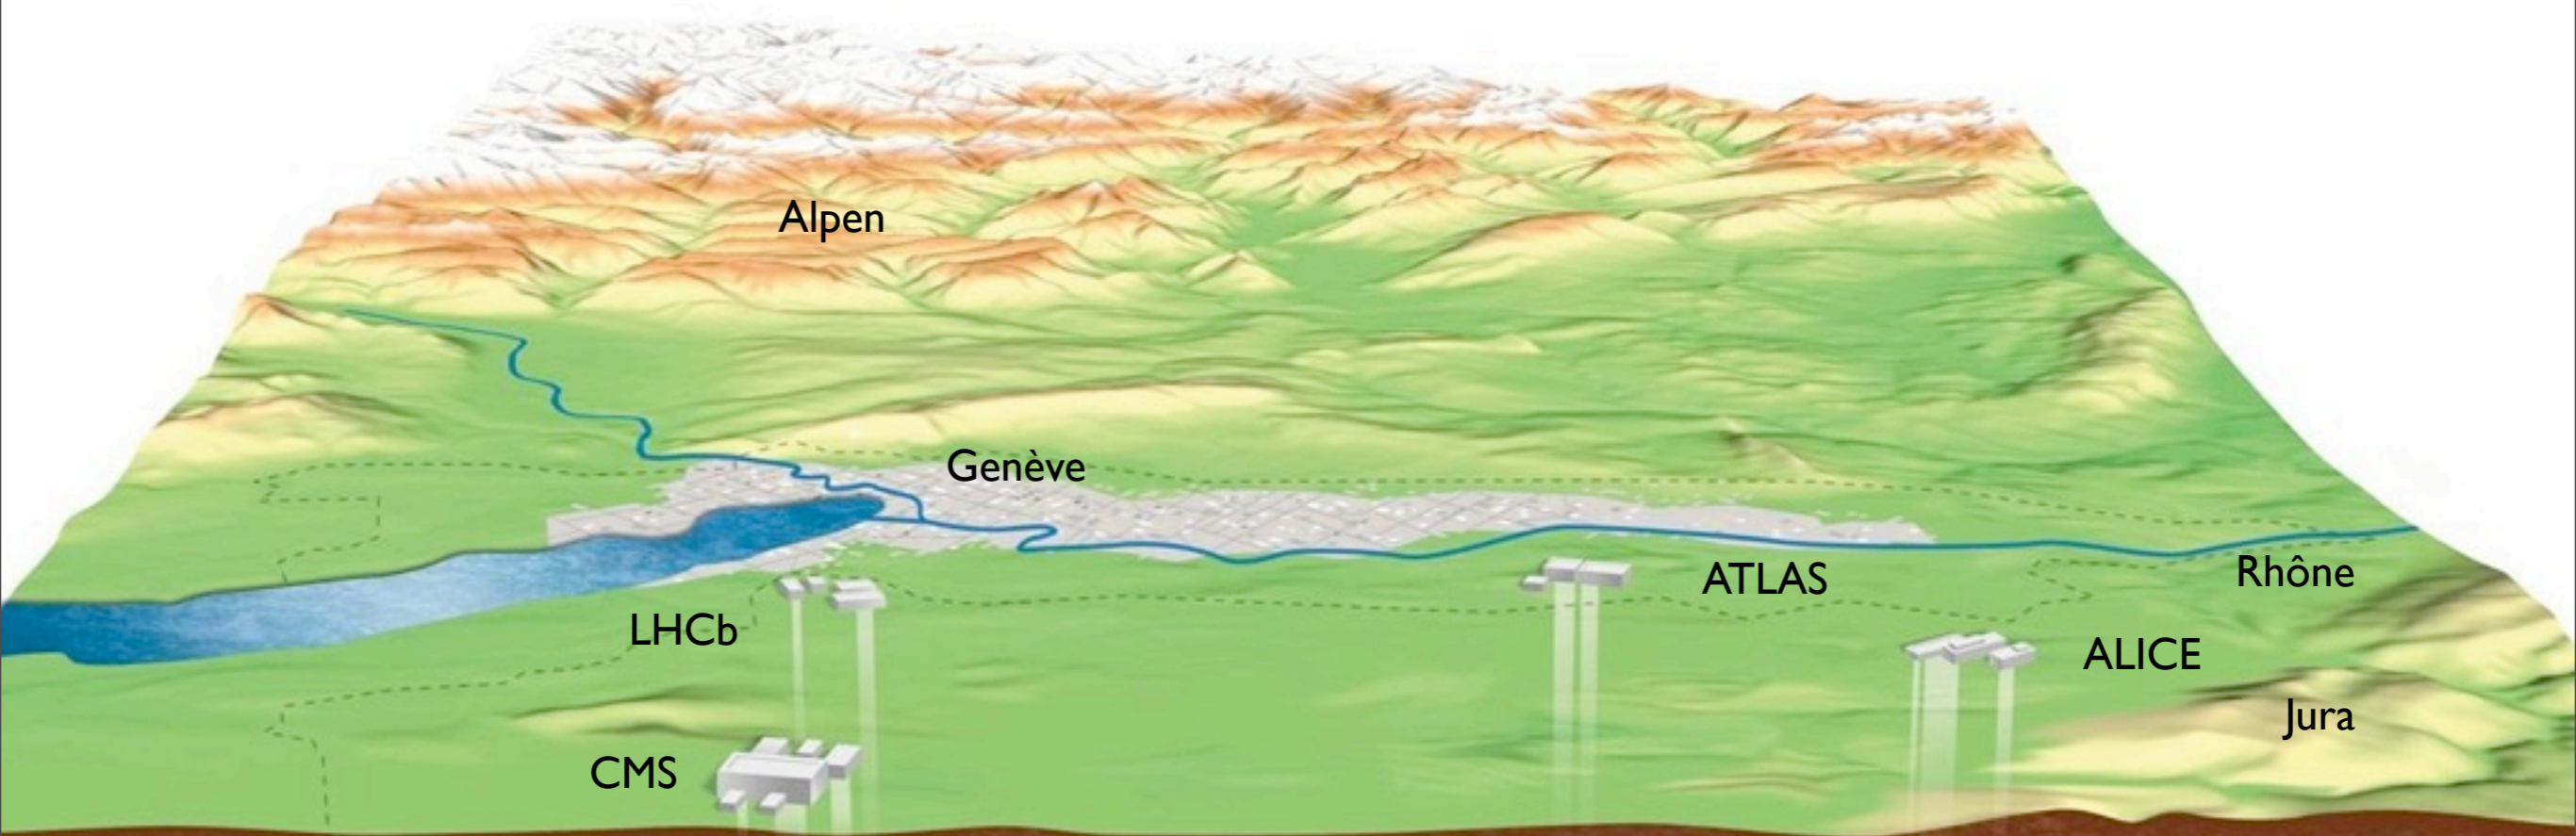 Alpen
Genève
ATLAS
Rhône
LHCb
ALICE
Jura
CMS